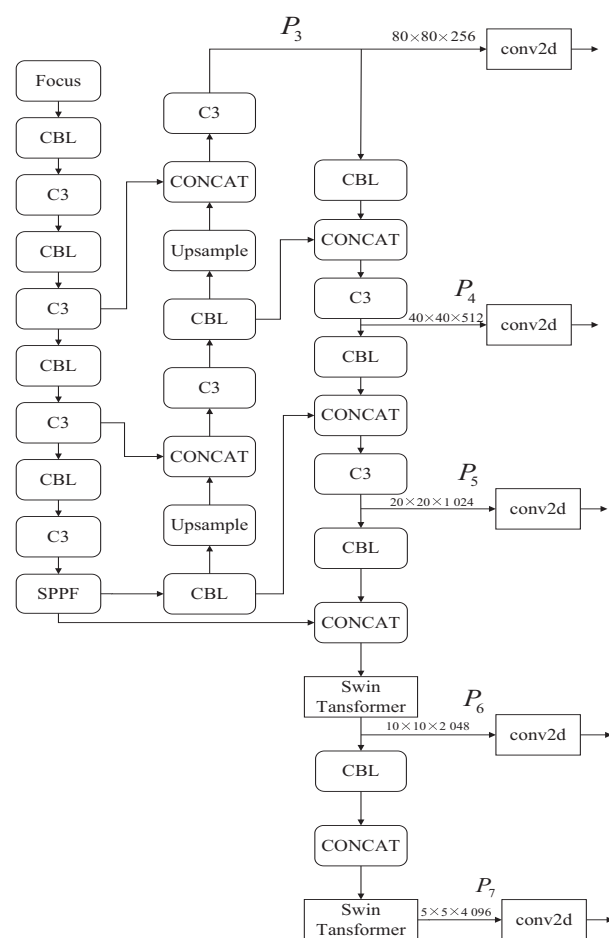 Focus
CBL
C3
CBL
C3
CBL
C3
CBL
C3
SPPF
C3
CONCAT
Upsample
CBL
C3
CONCAT
Upsample
CBL
P3
80×80×256
conv2d
CBL
CONCAT
C3
P4
40×40×512
conv2d
CBL
CONCAT
C3
P5
20×20×1 024
conv2d
CBL
CONCAT
Swin
Tansformer
P6
10×10×2 048
conv2d
CBL
CONCAT
Swin
Tansformer
P7
5×5×4 096
conv2d